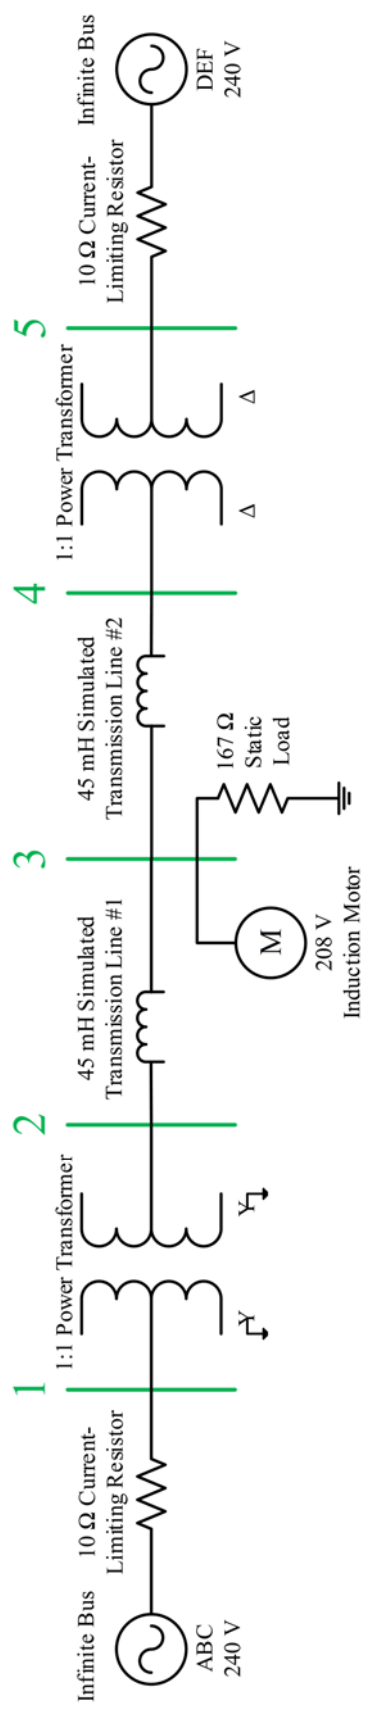 Infinite Bus
ABC
240 V
10 Ω Current-
Limiting Resistor
1
1:1 Power Transformer
Y
Y
2
45 mH Simulated
Transmission Line #1
3
M
208 V
Induction Motor
167 Ω
Static
Load
45 mH Simulated
Transmission Line #2
4
1:1 Power Transformer
Δ
Δ
5
10 Ω Current-
Limiting Resistor
Infinite Bus
DEF
240 V